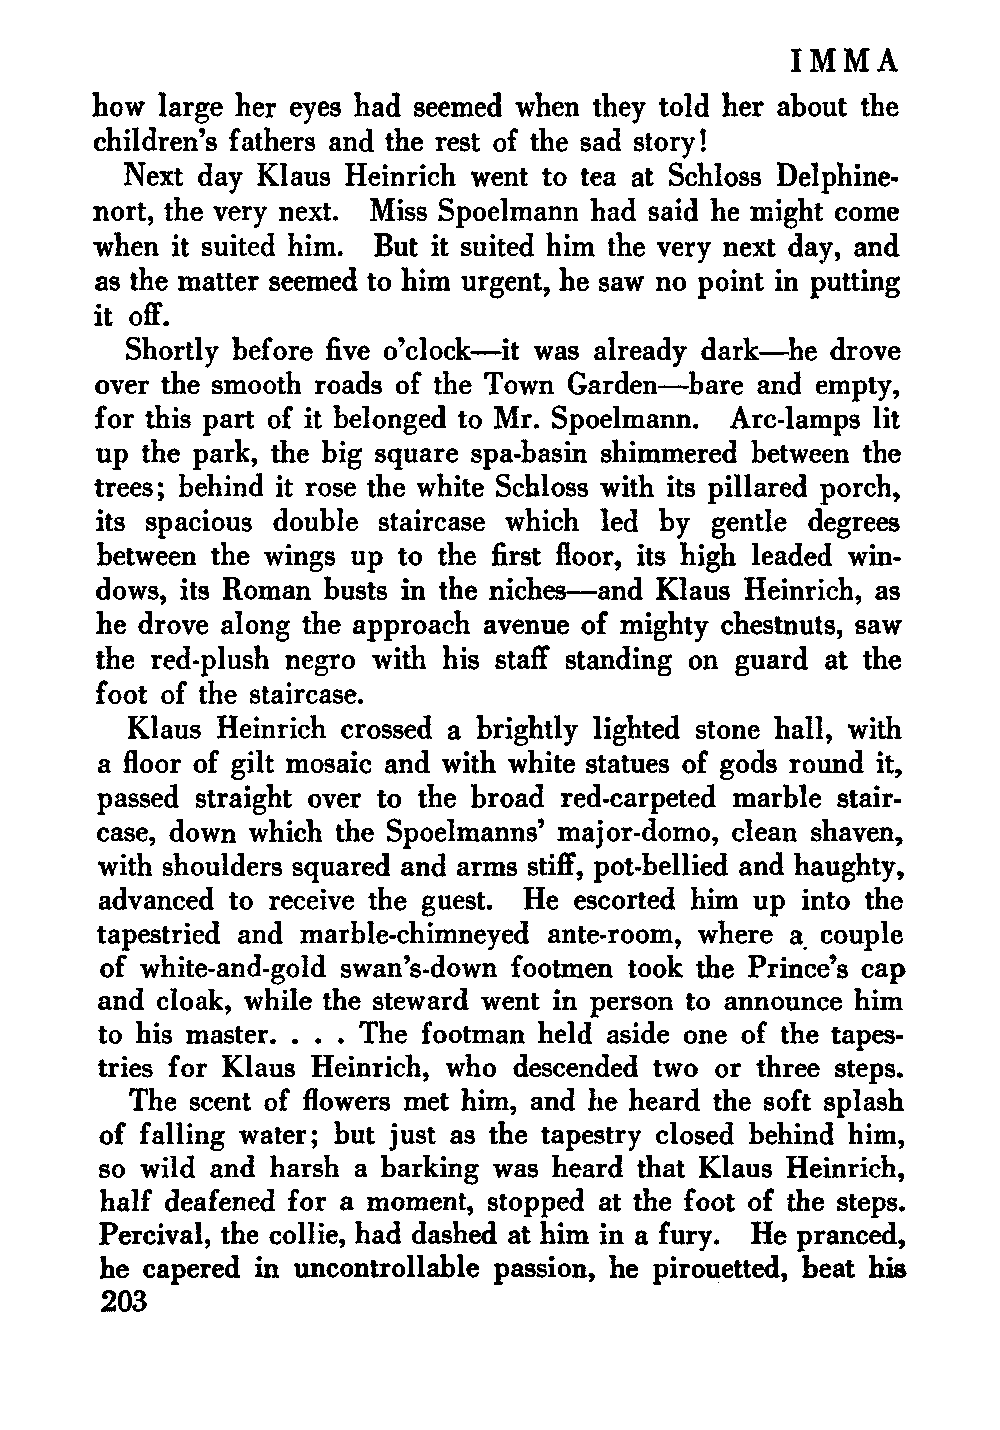 IMMA
how large her eyes had seemed when they told her about the
children's fathers and the rest of the sad story!
Next day Klaus Heinrich went to tea at Schloss Delphine-
nort, the very next. Miss Spoelmann had said he might come
when it suited him. But it suited him the very next day, and
as the matter seemed to him urgent, he saw no point in putting
it off.
Shortly before five o'clock—it was already dark—he drove
over the smooth roads of the Town Garden—bare and empty,
for this part of it belonged to Mr. Spoelmann. Arc-lamps lit
up the park, the big square spa-basin shimmered between the
trees; behind it rose the white Schloss with its pillared porch,
its spacious double staircase which led by gentle degrees
between the wings up to the first floor, its high leaded win-
dows, its Roman busts in the niches—and Klaus Heinrich, as
he drove along the approach avenue of mighty chestnuts, saw
the red-plush negro with his staff standing on guard at the
foot of the staircase.
Klaus Heinrich crossed a brightly lighted stone hall, with
a floor of gilt mosaic and with white statues of gods round it,
passed straight over to the broad red-carpeted marble stair-
case, down which the Spoelmanns' major-domo, clean shaven,
with shoulders squared and arms stiff, pot-bellied and haughty,
advanced to receive the guest. He escorted him up into the
tapestried and marble-chimneyed ante-room, where a couple
of white-and-gold swan's-down footmen took the Prince's cap
and cloak, while the steward went in person to announce him
to his master. . . . The footman held aside one of the tapes-
tries for Klaus Heinrich, who descended two or three steps.
The scent of flowers met him, and he heard the soft splash
of falling water; but just as the tapestry closed behind him,
so wild and harsh a barking was heard that Klaus Heinrich,
half deafened for a moment, stopped at the foot of the steps.
Percival, the collie, had dashed at him in a fury. He pranced,
he capered in uncontrollable passion, he pirouetted, beat his
203